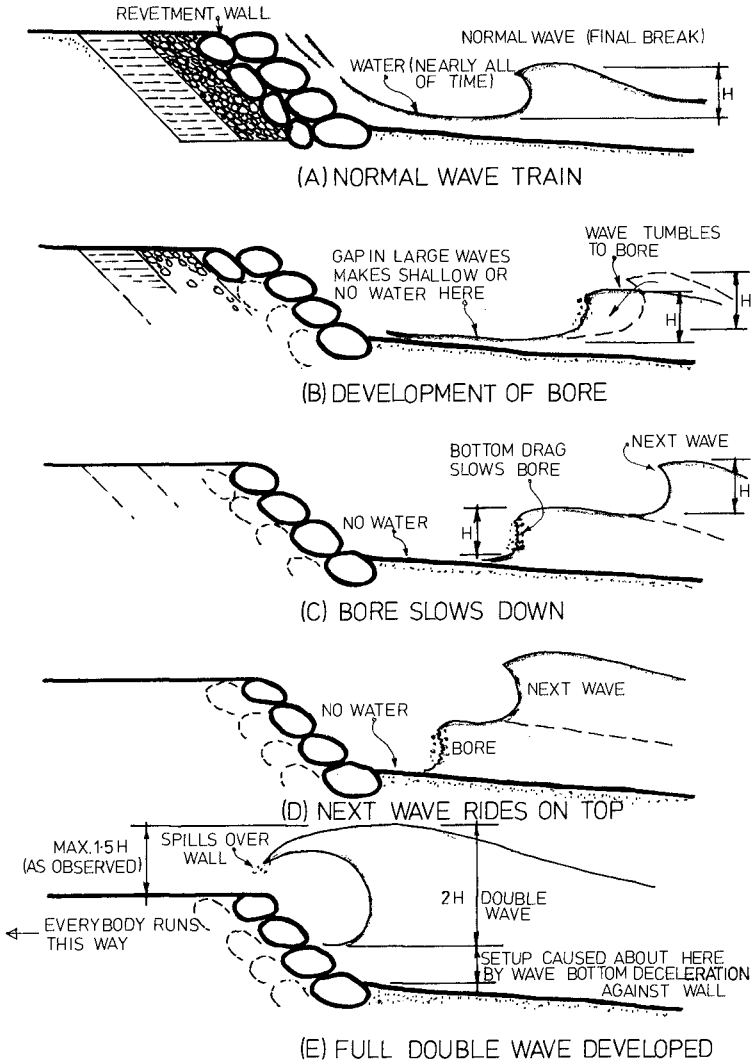 REVETMENT WALL
NORMAL WAVE (FINAL BREAK)
WATER (NEARLY ALL
OF TIME)
H
(A) NORMAL WAVE TRAIN
GAP IN LARGE WAVES
MAKES SHALLOW OR
NO WATER HERE
WAVE TUMBLES
TO BORE
H
H
(B) DEVELOPMENT OF BORE
BOTTOM DRAG
SLOWS BORE
NEXT WAVE
H
NO WATER
H
(C) BORE SLOWS DOWN
NEXT WAVE
NO WATER
BORE
(D) NEXT WAVE RIDES ON TOP
MAX. 1·5H
(AS OBSERVED)
SPILLS OVER
WALL
2H DOUBLE
WAVE
EVERYBODY RUNS
THIS WAY
SETUP CAUSED ABOUT HERE
BY WAVE BOTTOM DECELERATION
AGAINST WALL
(E) FULL DOUBLE WAVE DEVELOPED